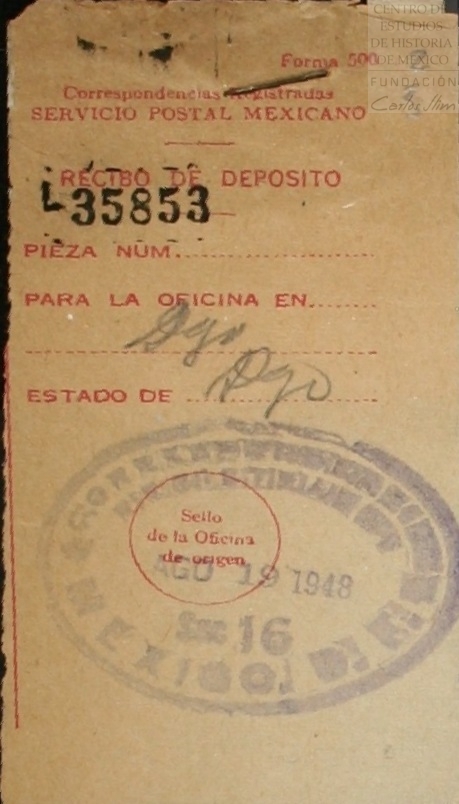 CENTRO DE
ESTUDIOS
DE HISTORIA
DE MÉXICO
FUNDACIÓN
Carlos Slim
Forma 500
Correspondencias Registradas
SERVICIO POSTAL MEXICANO
RECIBO DE DEPOSITO
L-35853
PIEZA NUM.
PARA LA OFICINA EN
Dgo
ESTADO DE Dgo
Sello
de la Oficina
de origen
AGO 19 1948
16
MEXICO, D. F.